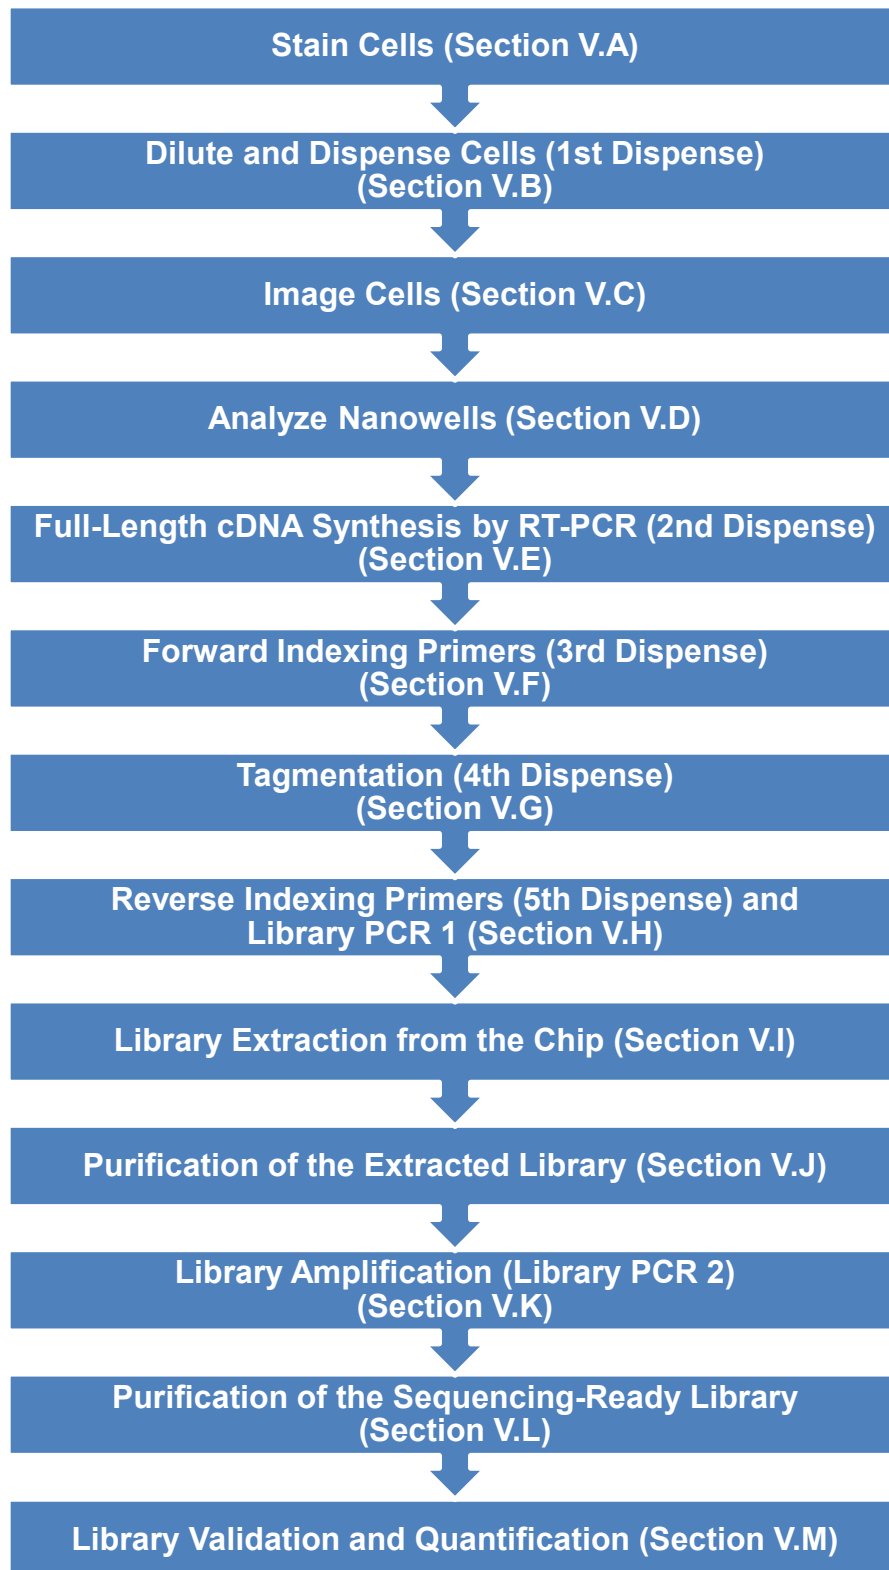 Stain Cells (Section V.A)
Dilute and Dispense Cells (1st Dispense)
(Section V.B)
Image Cells (Section V.C)
Analyze Nanowells (Section V.D)
Full-Length cDNA Synthesis by RT-PCR (2nd Dispense)
(Section V.E)
Forward Indexing Primers (3rd Dispense)
(Section V.F)
Tagmentation (4th Dispense)
(Section V.G)
Reverse Indexing Primers (5th Dispense) and
Library PCR 1 (Section V.H)
Library Extraction from the Chip (Section V.I)
Purification of the Extracted Library (Section V.J)
Library Amplification (Library PCR 2)
(Section V.K)
Purification of the Sequencing-Ready Library
(Section V.L)
Library Validation and Quantification (Section V.M)